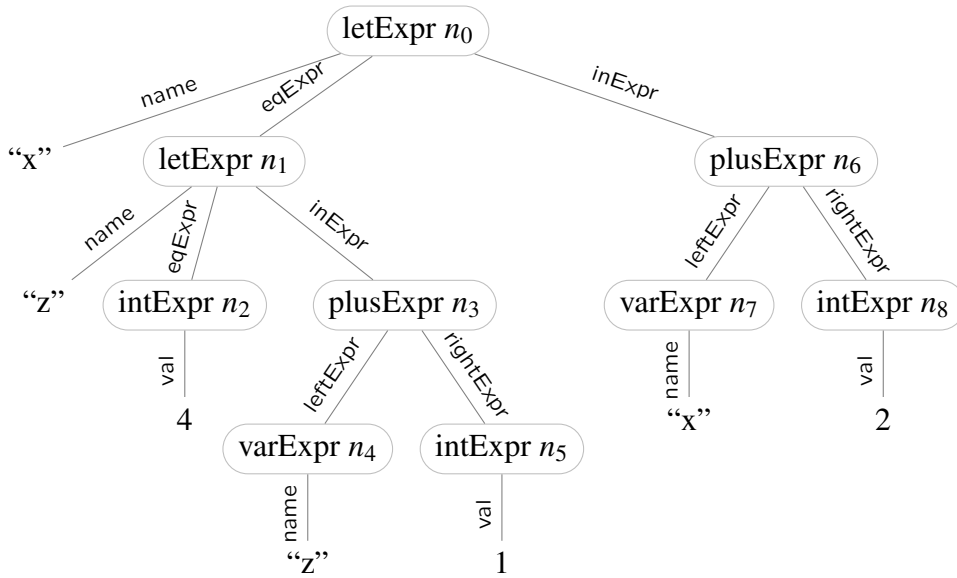 letExpr n₀
name eqExpr inExpr
“x” letExpr n₁ plusExpr n₆
name eqExpr inExpr leftExpr rightExpr
“z” intExpr n₂ plusExpr n₃ varExpr n₇ intExpr n₈
val leftExpr rightExpr name val
4 varExpr n₄ intExpr n₅ “x” 2
name val
“z” 1